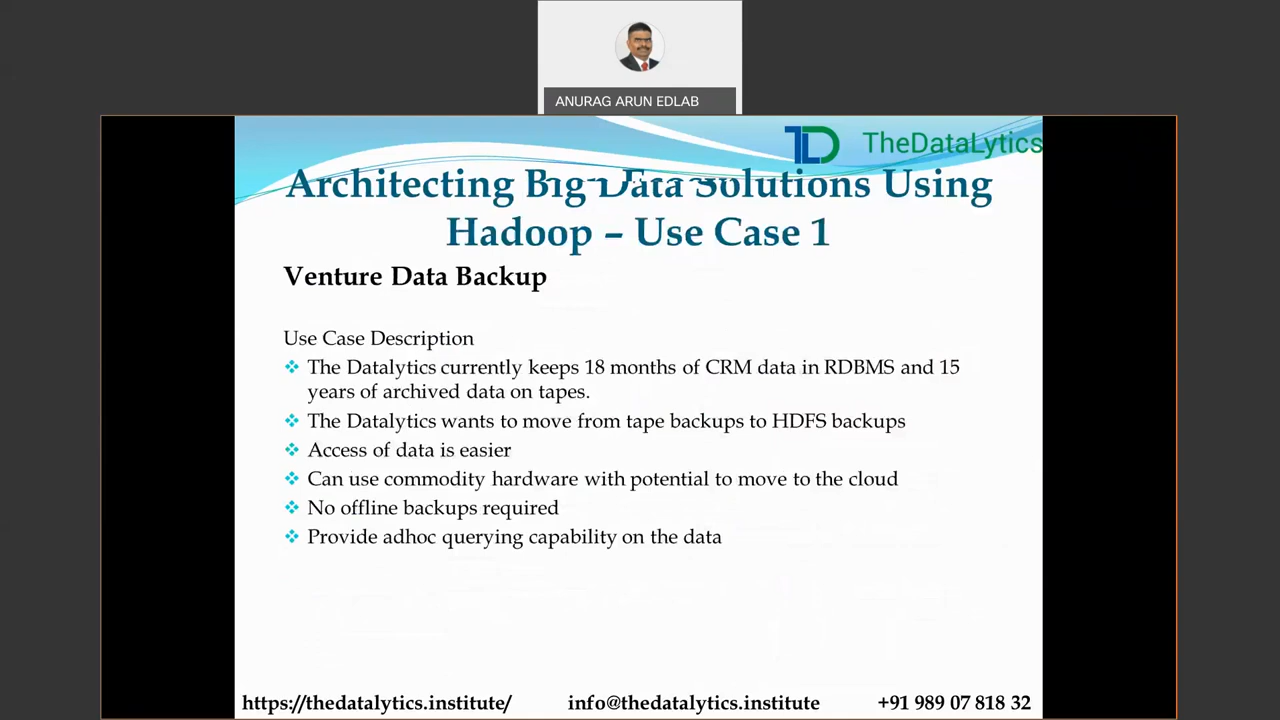 ANURAG ARUN EDLAB
TheDataLytics
Architecting Big Data Solutions Using
Hadoop – Use Case 1
Venture Data Backup
Use Case Description
The Datalytics currently keeps 18 months of CRM data in RDBMS and 15
years of archived data on tapes.
The Datalytics wants to move from tape backups to HDFS backups
Access of data is easier
Can use commodity hardware with potential to move to the cloud
No offline backups required
Provide adhoc querying capability on the data
https://thedatalytics.institute/ info@thedatalytics.institute +91 989 07 818 32